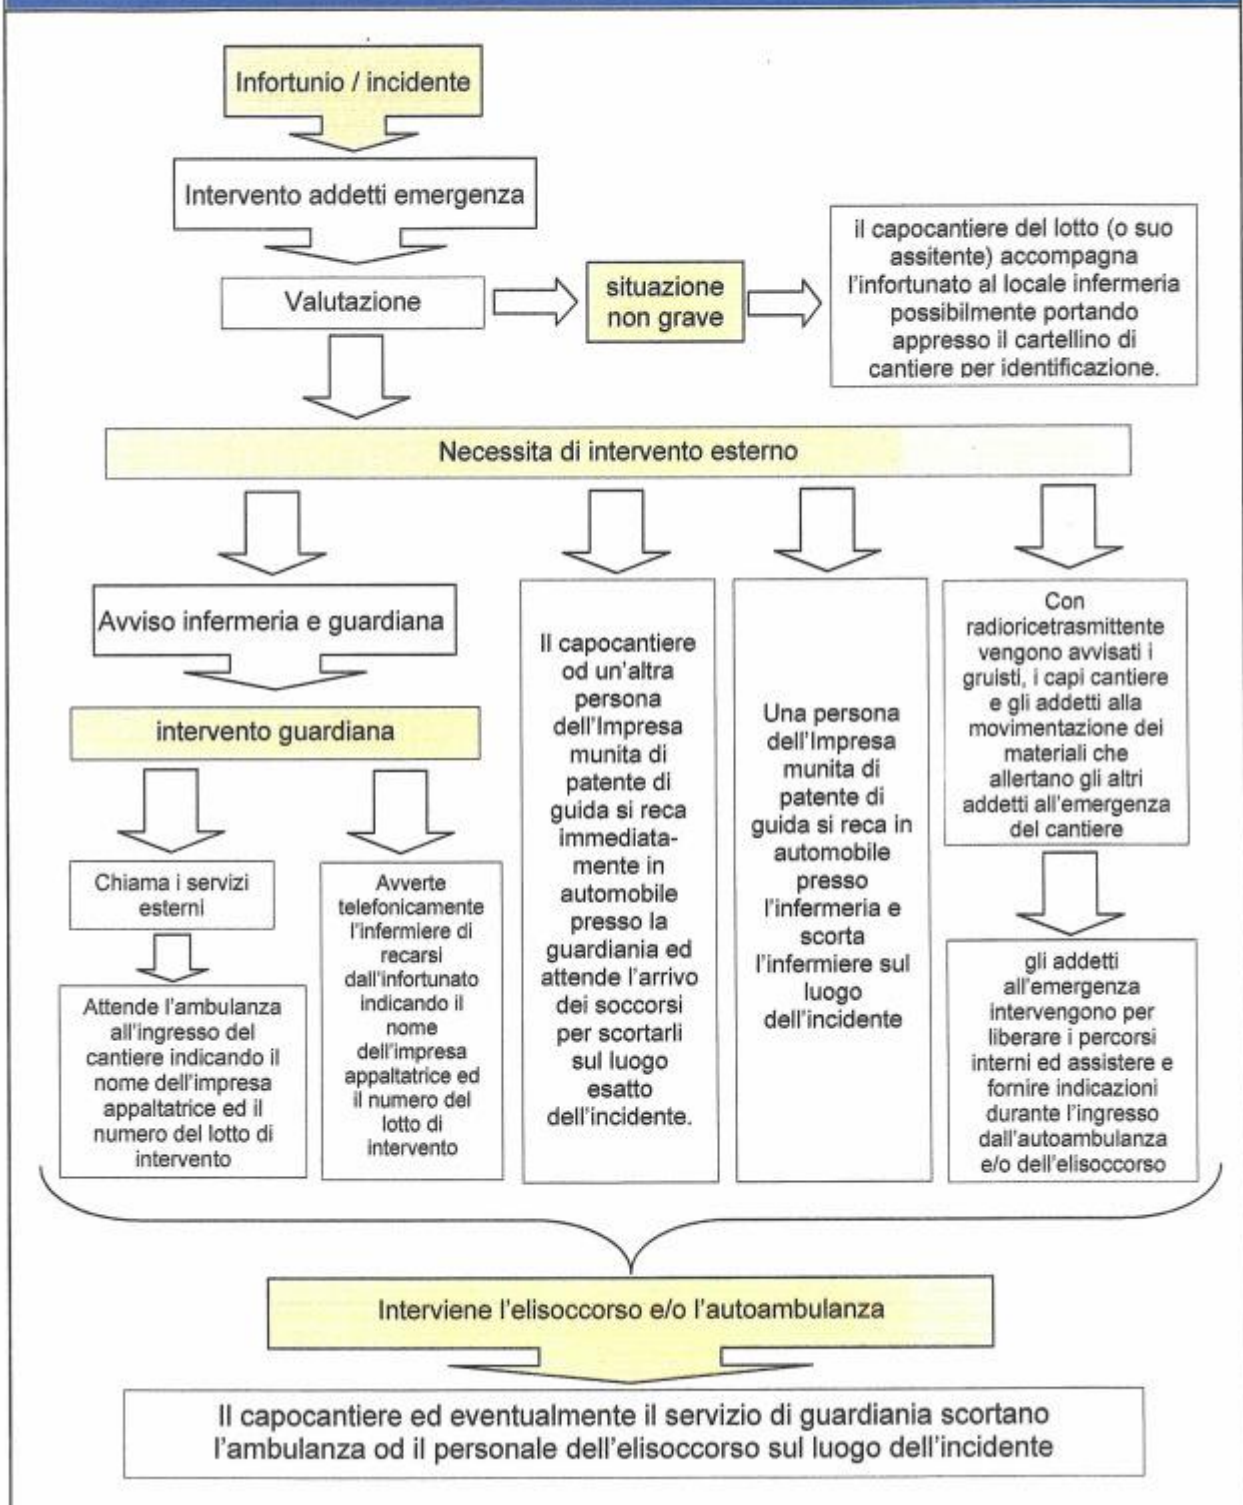 Infortunio / incidente
Intervento addetti emergenza
Valutazione
situazione
non grave
il capocantiere del lotto (o suo
assitente) accompagna
l'infortunato al locale infermeria
possibilmente portando
appresso il cartellino di
cantiere per identificazione.
Necessita di intervento esterno
Avviso infermeria e guardiana
intervento guardiana
Chiama i servizi
esterni
Attende l'ambulanza
all'ingresso del
cantiere indicando il
nome dell'impresa
appaltatrice ed il
numero del lotto di
intervento
Avverte
telefonicamente
l'infermiere di
recarsi
dall'infortunato
indicando il
nome
dell'impresa
appaltatrice ed
il numero del
lotto di
intervento
Il capocantiere
od un'altra
persona
dell'Impresa
munita di
patente di
guida si reca
immediata-
mente in
automobile
presso la
guardiania ed
attende l'arrivo
dei soccorsi
per scortarli
sul luogo
esatto
dell'incidente.
Una persona
dell'Impresa
munita di
patente di
guida si reca in
automobile
presso
l'infermeria e
scorta
l'infermiere sul
luogo
dell'incidente
Con
radioricetrasmittente
vengono avvisati i
gruisti, i capi cantiere
e gli addetti alla
movimentazione dei
materiali che
allertano gli altri
addetti all'emergenza
del cantiere
gli addetti
all'emergenza
intervengono per
liberare i percorsi
interni ed assistere e
fornire indicazioni
durante l'ingresso
dall'autoambulanza
e/o dell'elisoccorso
Interviene l'elisoccorso e/o l'autoambulanza
Il capocantiere ed eventualmente il servizio di guardiania scortano
l'ambulanza od il personale dell'elisoccorso sul luogo dell'incidente